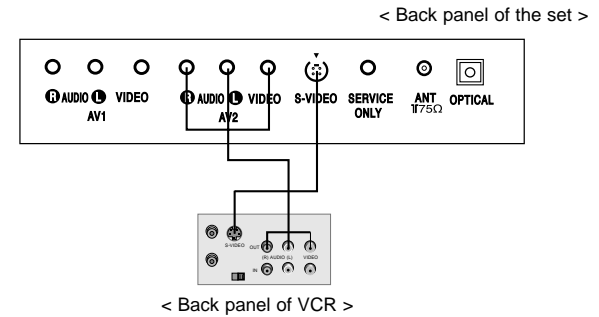 < Back panel of the set >
R AUDIO L VIDEO R AUDIO L VIDEO S-VIDEO SERVICE ONLY ANT 75Ω OPTICAL
AV1 AV2
S-VIDEO
OUT
(R) AUDIO (L) VIDEO
IN
< Back panel of VCR >